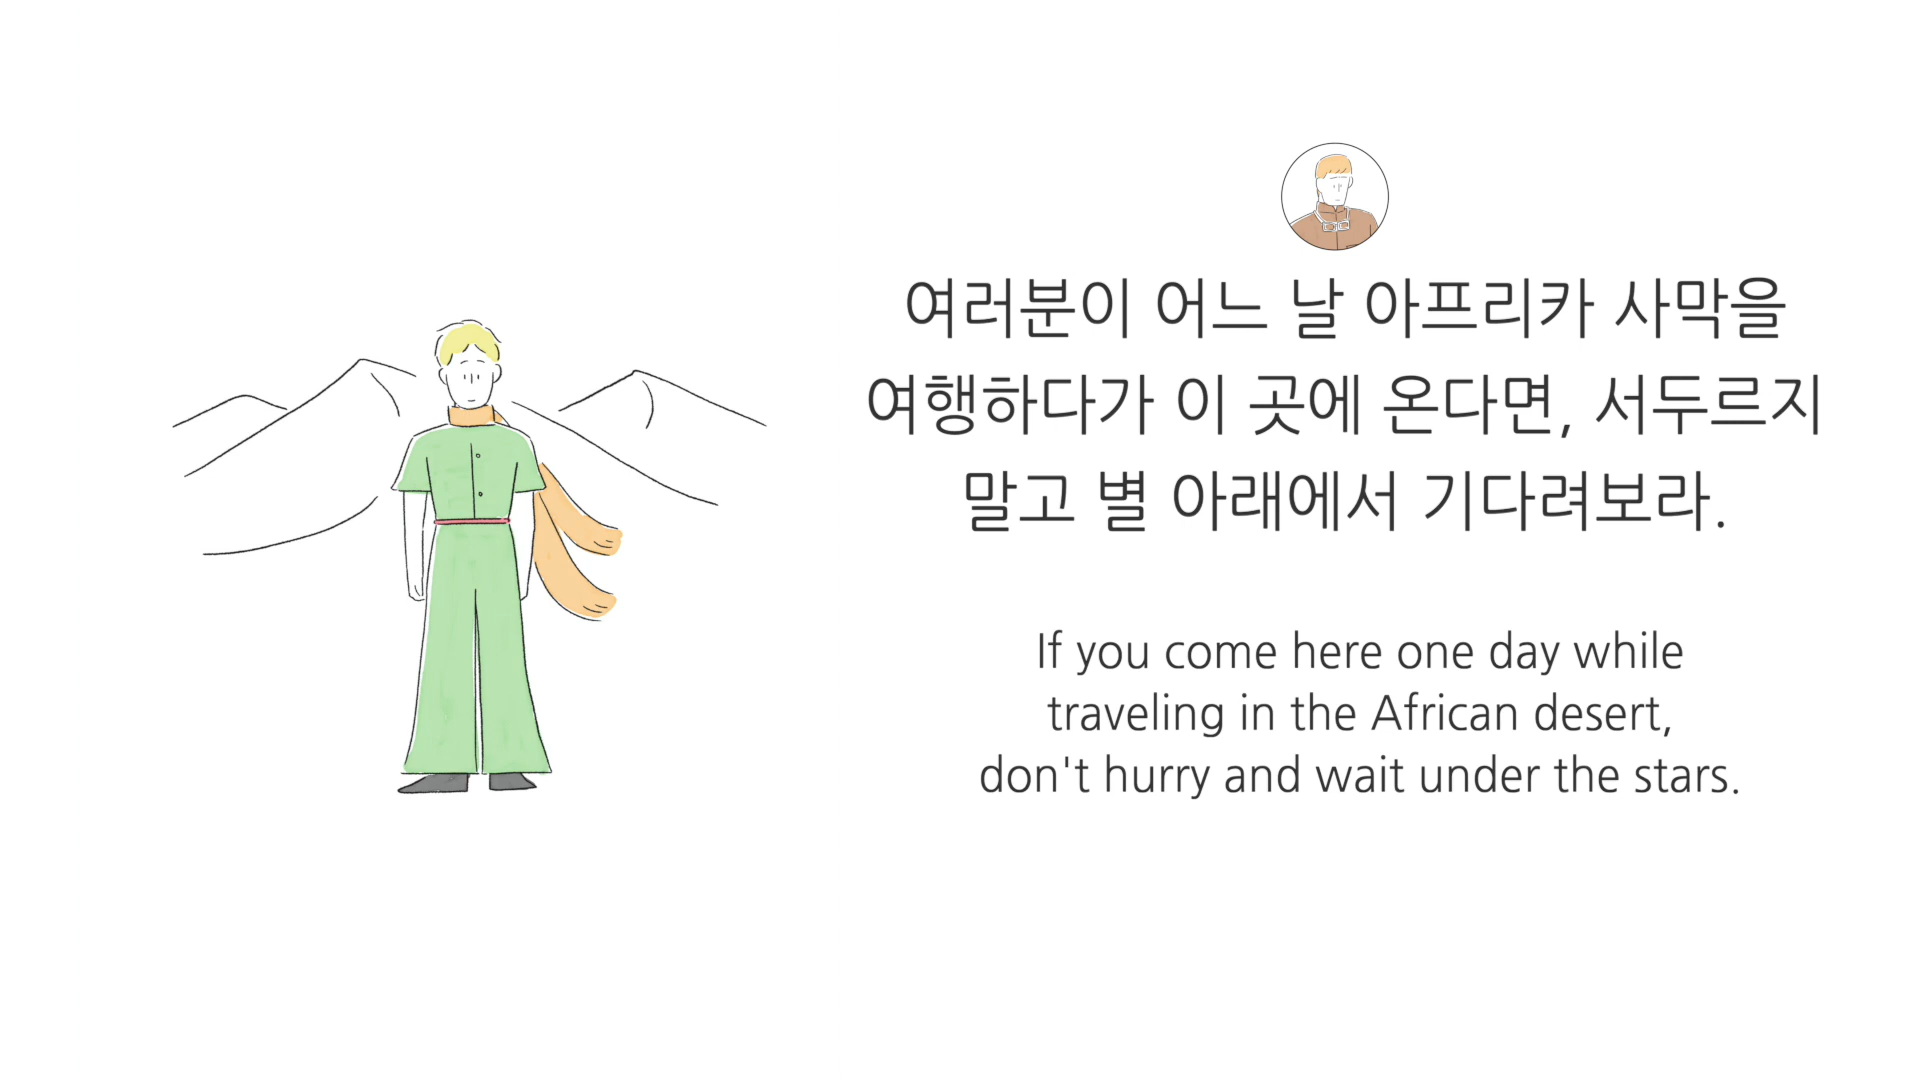 여러분이 어느 날 아프리카 사막을
여행하다가 이 곳에 온다면, 서두르지
말고 별 아래에서 기다려보라.
If you come here one day while
traveling in the African desert,
don't hurry and wait under the stars.